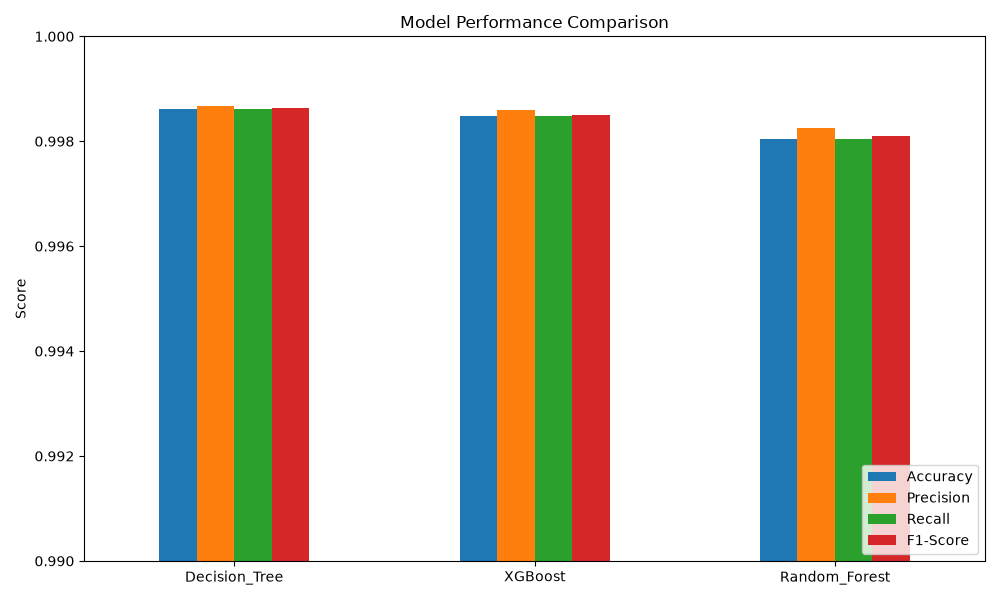 Model Performance Comparison
1.000
0.998
0.996
0.994
0.992
0.990
Score
Decision_Tree
XGBoost
Random_Forest
Accuracy
Precision
Recall
F1-Score